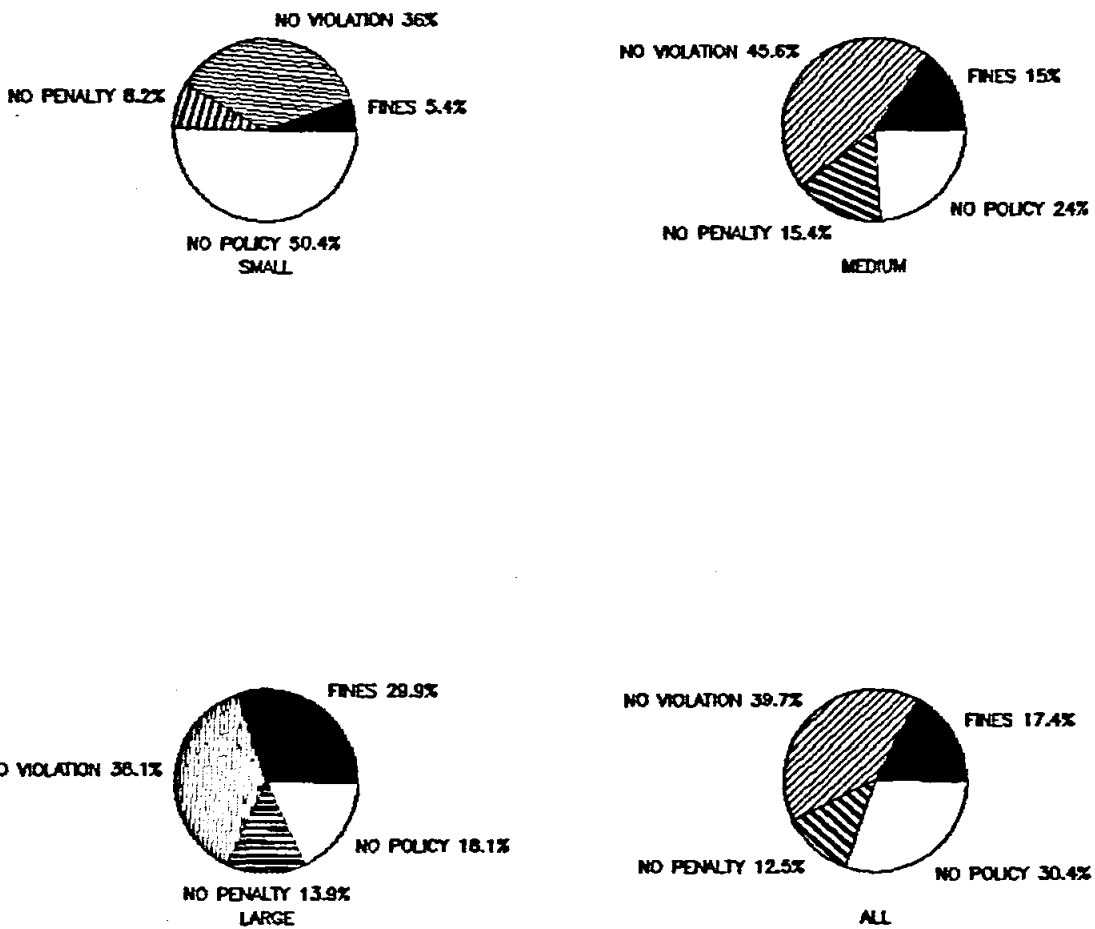 NO VIOLATION 36%
NO PENALTY 8.2%
FINES 5.4%
NO POLICY 50.4%
SMALL
NO VIOLATION 45.6%
FINES 15%
NO POLICY 24%
NO PENALTY 15.4%
MEDIUM
FINES 29.9%
O VIOLATION 38.1%
NO POLICY 18.1%
NO PENALTY 13.9%
LARGE
NO VIOLATION 39.7%
FINES 17.4%
NO PENALTY 12.5%
NO POLICY 30.4%
ALL